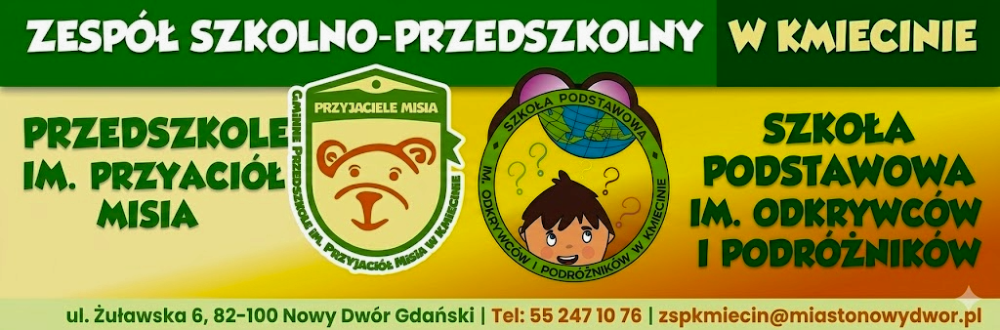 ZESPÓŁ SZKOLNO-PRZEDSZKOLNY W KMIECINIE
PRZEDSZKOLE
IM. PRZYACIÓŁ
MISIA
PRZYJACIELE MISIA
GMINNE PRZEDSZKOLE IM. PRZYJACIÓŁ MISIA W KMIECINIE
SZKOŁA PODSTAWOWA
IM. ODKRYWCÓW I PODRÓŻNIKÓW W KMIECINIE
SZKOŁA
PODSTAWOWA
IM. ODKRYWCÓW
I PODRÓŻNIKÓW
ul. Żuławska 6, 82-100 Nowy Dwór Gdański | Tel: 55 247 10 76 | zspkmiecin@miastonowydwor.pl